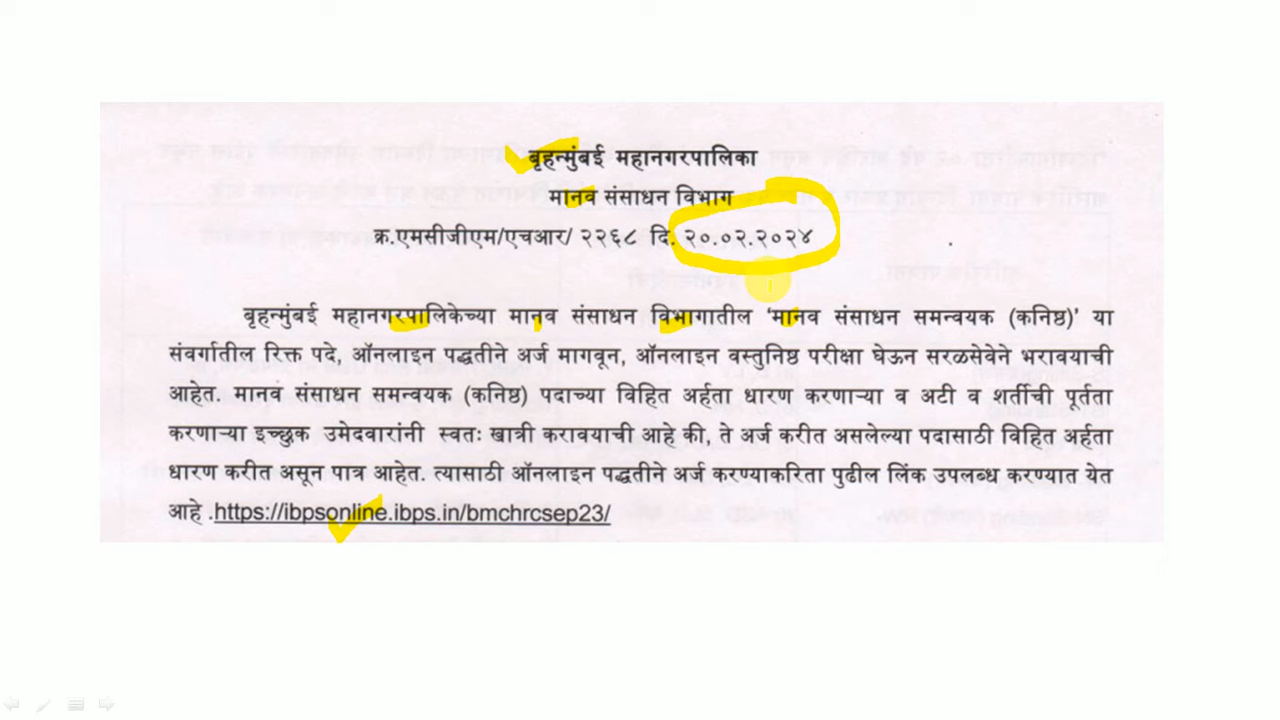 बृहन्मुंबई महानगरपालिका
मानव संसाधन विभाग
क्र.एमसीजीएम/एचआर/ २२६८ दि. २०.०२.२०२४
बृहन्मुंबई महानगरपालिकेच्या मानव संसाधन विभागातील 'मानव संसाधन समन्वयक (कनिष्ठ)' या
संवर्गातील रिक्त पदे, ऑनलाइन पद्धतीने अर्ज मागवून, ऑनलाइन वस्तुनिष्ठ परीक्षा घेऊन सरळसेवेने भरावयाची
आहेत. मानव संसाधन समन्वयक (कनिष्ठ) पदाच्या विहित अर्हता धारण करणाऱ्या व अटी व शर्तीची पूर्तता
करणाऱ्या इच्छुक उमेदवारांनी स्वतः खात्री करावयाची आहे की, ते अर्ज करीत असलेल्या पदासाठी विहित अर्हता
धारण करीत असून पात्र आहेत. त्यासाठी ऑनलाइन पद्धतीने अर्ज करण्याकरिता पुढील लिंक उपलब्ध करण्यात येत
आहे .https://ibpsonline.ibps.in/bmchrcsep23/